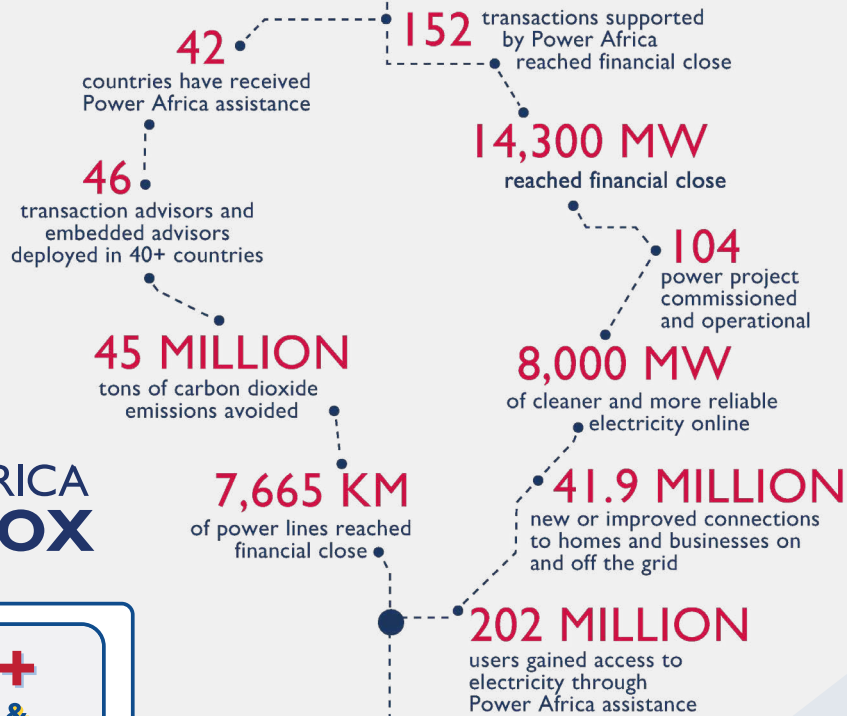 152
transactions supported
by Power Africa
reached financial close
42
countries have received
Power Africa assistance
14,300 MW
reached financial close
46
transaction advisors and
embedded advisors
deployed in 40+ countries
104
power project
commissioned
and operational
45 MILLION
tons of carbon dioxide
emissions avoided
8,000 MW
of cleaner and more reliable
electricity online
7,665 KM
of power lines reached
financial close
41.9 MILLION
new or improved connections
to homes and businesses on
and off the grid
202 MILLION
users gained access to
electricity through
Power Africa assistance
RICA
OX
+
&